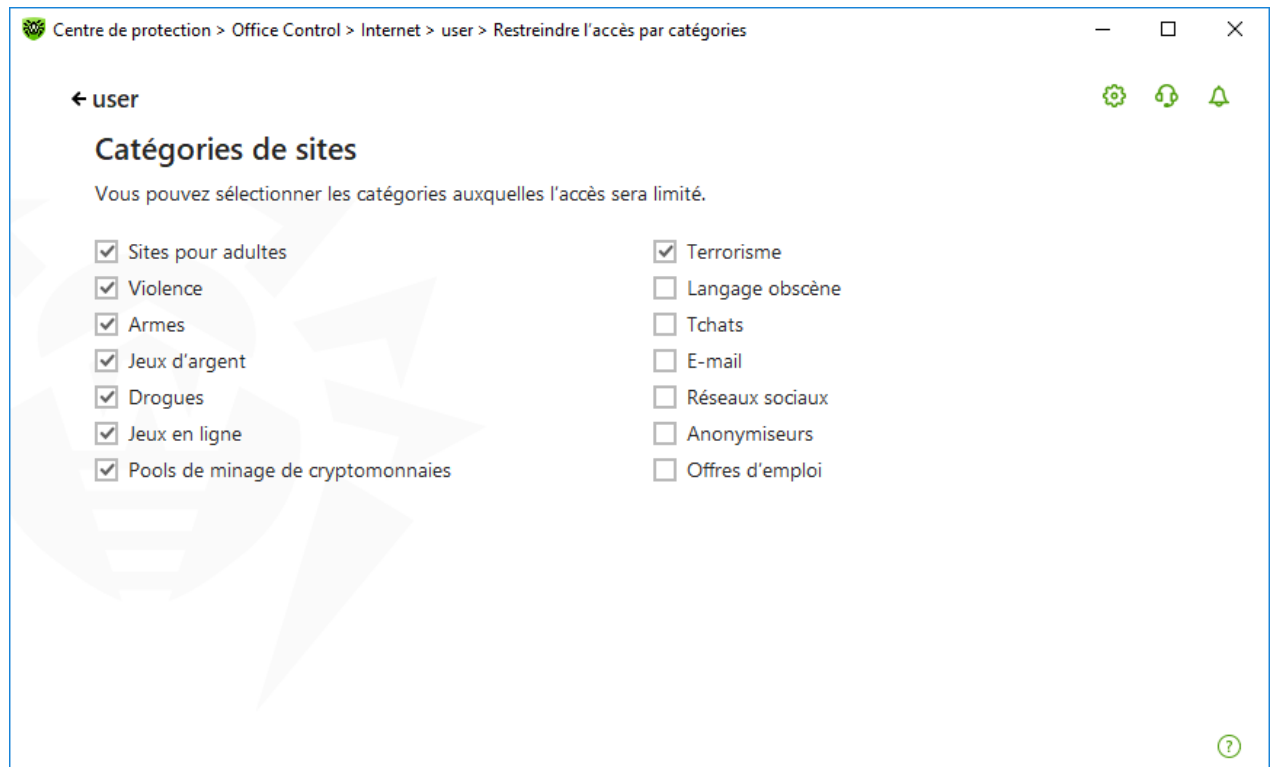 Centre de protection > Office Control > Internet > user > Restreindre l'accès par catégories
user
Catégories de sites
Vous pouvez sélectionner les catégories auxquelles l'accès sera limité.
Sites pour adultes
Violence
Armes
Jeux d'argent
Drogues
Jeux en ligne
Pools de minage de cryptomonnaies
Terrorisme
Langage obscène
Tchats
E-mail
Réseaux sociaux
Anonymiseurs
Offres d'emploi
?